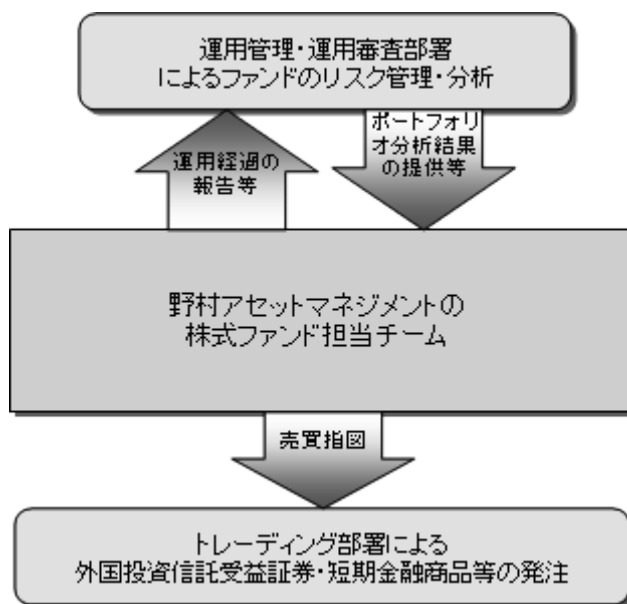 運用管理・運用審査部署
によるファンドのリスク管理・分析
運用経過の
報告等
ポートフォリ
オ分析結果
の提供等
野村アセットマネジメントの
株式ファンド担当チーム
売買指図
トレーディング部署による
外国投資信託受益証券・短期金融商品等の発注